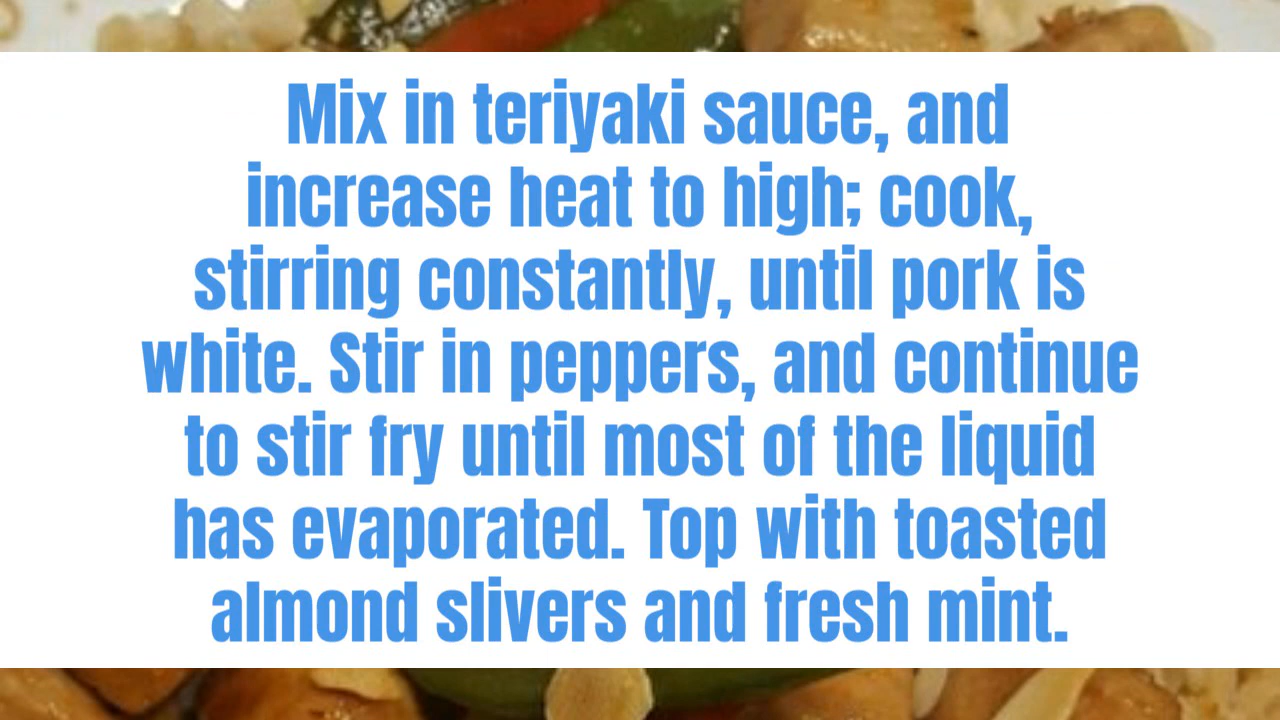 Mix in teriyaki sauce, and
increase heat to high; cook,
stirring constantly, until pork is
white. Stir in peppers, and continue
to stir fry until most of the liquid
has evaporated. Top with toasted
almond slivers and fresh mint.